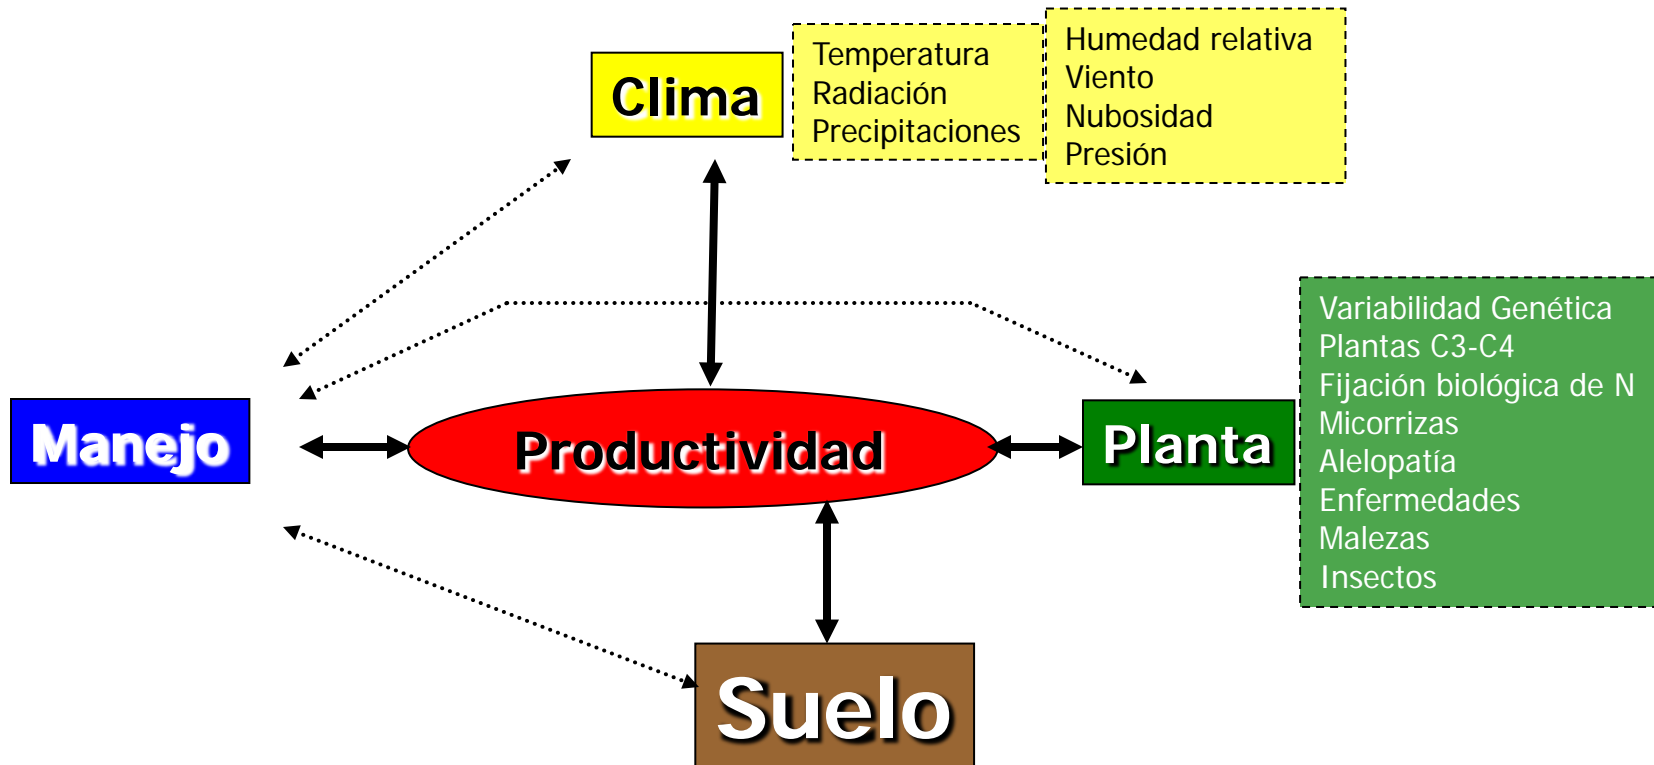 Clima
Temperatura
Radiación
Precipitaciones
Humedad relativa
Viento
Nubosidad
Presión
Manejo
Productividad
Planta
Variabilidad Genética
Plantas C3-C4
Fijación biológica de N
Micorrizas
Alelopatía
Enfermedades
Malezas
Insectos
Suelo